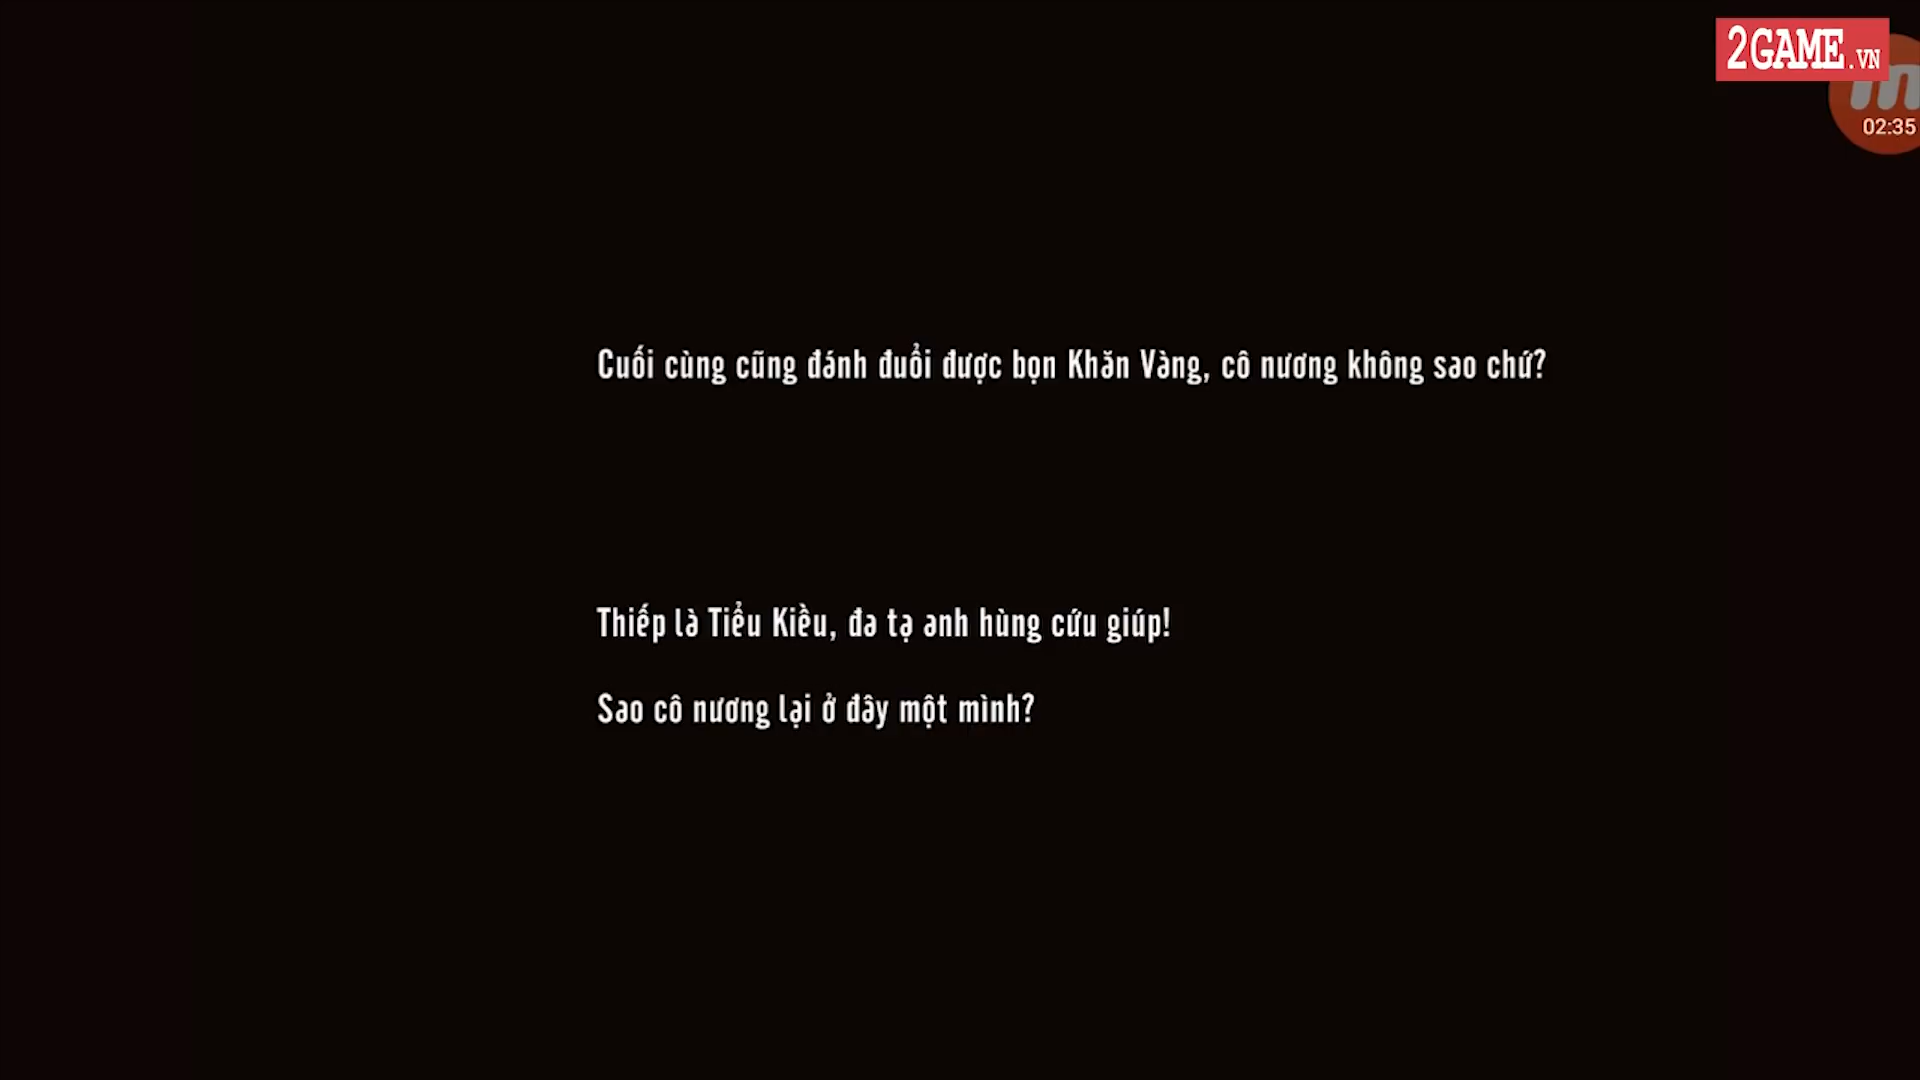 2GAME.VN
02:35
Cuối cùng cũng đánh đuổi được bọn Khăn Vàng, cô nương không sao chứ?
Thiếp là Tiểu Kiều, đa tạ anh hùng cứu giúp!
Sao cô nương lại ở đây một mình?